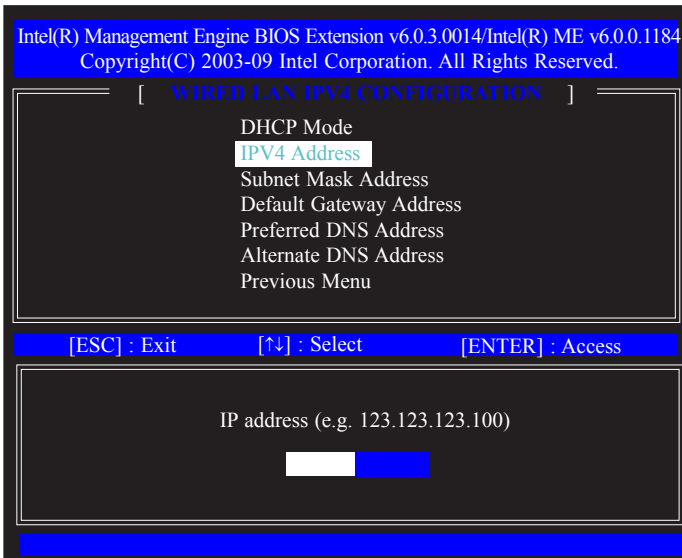 Intel(R) Management Engine BIOS Extension v6.0.3.0014/Intel(R) ME v6.0.0.1184
Copyright(C) 2003-09 Intel Corporation. All Rights Reserved.
[ WIRED LAN IPV4 CONFIGURATION ]
DHCP Mode
IPV4 Address
Subnet Mask Address
Default Gateway Address
Preferred DNS Address
Alternate DNS Address
Previous Menu
[ESC] : Exit [↑↓] : Select [ENTER] : Access
IP address (e.g. 123.123.123.100)